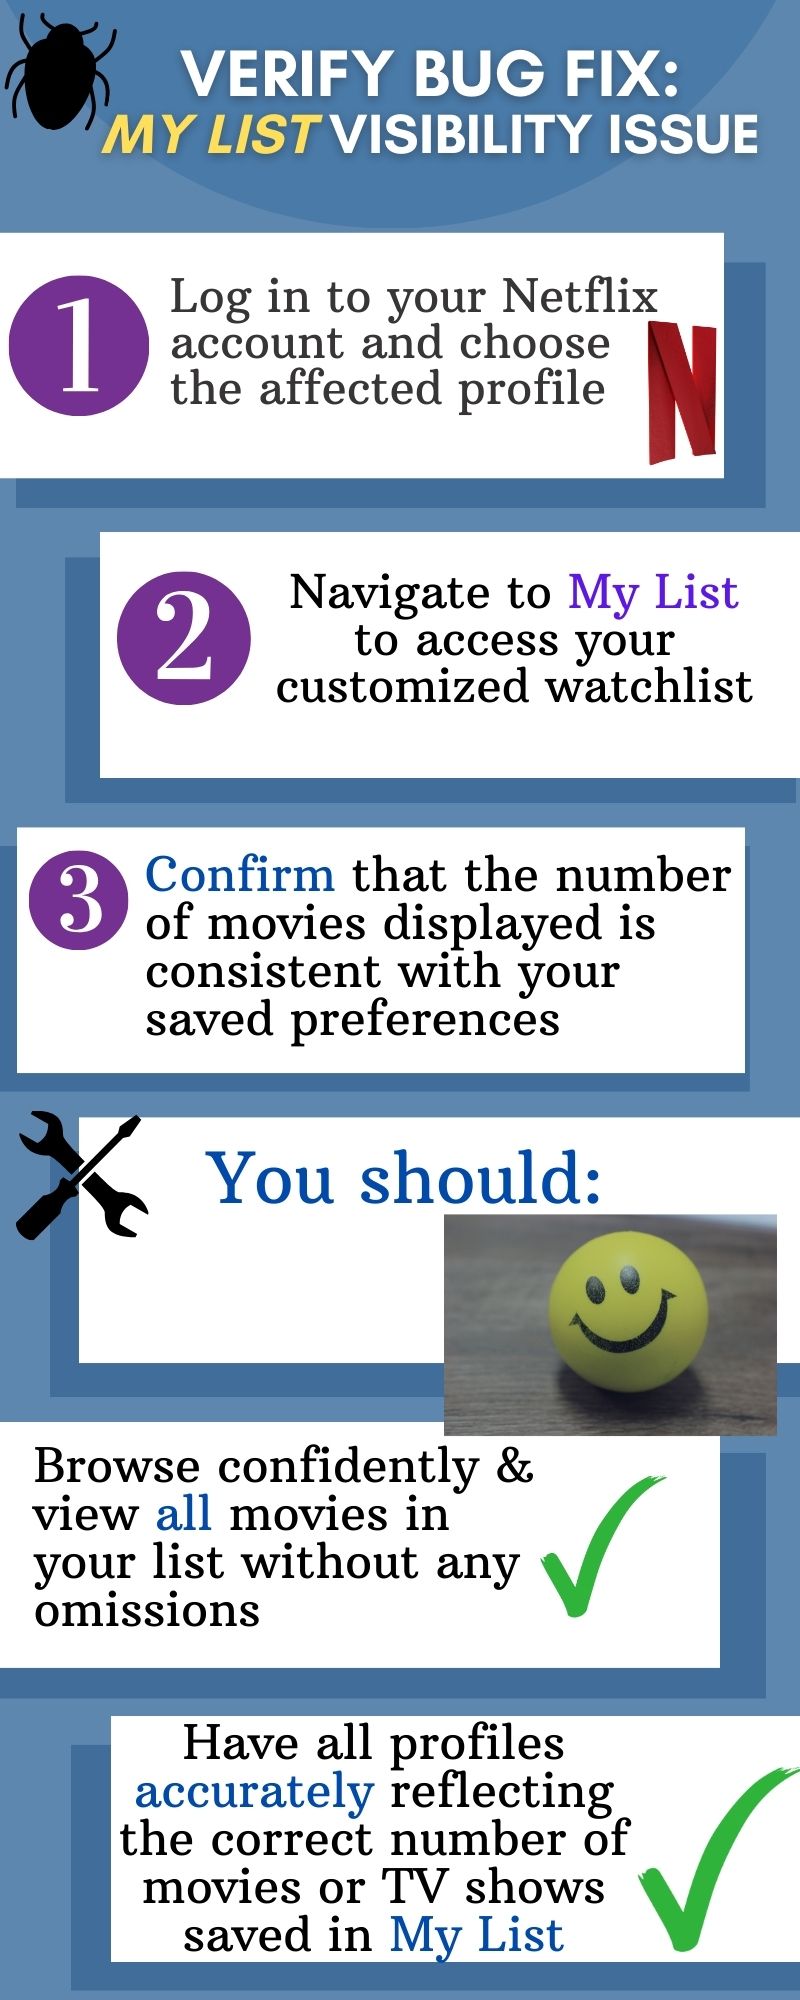 VERIFY BUG FIX:
MY LIST VISIBILITY ISSUE
1
Log in to your Netflix
account and choose
the affected profile
N
2
Navigate to My List
to access your
customized watchlist
3
Confirm that the number
of movies displayed is
consistent with your
saved preferences
You should:
Browse confidently &
view all movies in
your list without any
omissions
Have all profiles
accurately reflecting
the correct number of
movies or TV shows
saved in My List